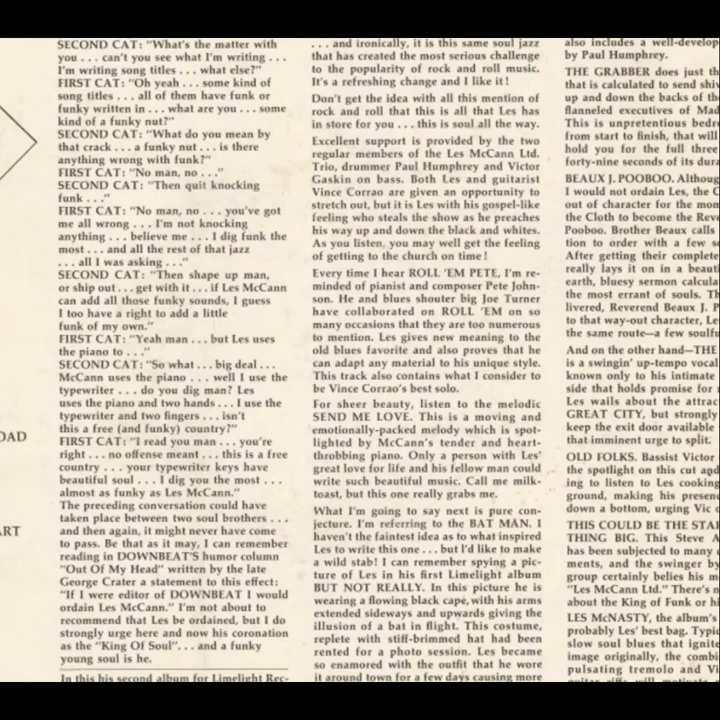 OAD
ART
SECOND CAT: "What's the matter with
you . . . can't you see what I'm writing . . .
I'm writing song titles . . . what else?"
FIRST CAT: "Oh yeah . . . some kind of
song titles . . . all of them have funk or
funky written in . . . what are you . . . some
kind of a funky nut?"
SECOND CAT: "What do you mean by
that crack . . . a funky nut . . . is there
anything wrong with funk?"
FIRST CAT: "No man, no . . ."
SECOND CAT: "Then quit knocking
funk . . ."
FIRST CAT: "No man, no . . . you've got
me all wrong . . . I'm not knocking
anything . . . believe me . . . I dig funk the
most . . . and all the rest of that jazz
. . . all I was asking . . ."
SECOND CAT: "Then shape up man,
or ship out . . . get with it . . . if Les McCann
can add all those funky sounds, I guess
I too have a right to add a little
funk of my own."
FIRST CAT: "Yeah man . . . but Les uses
the piano to . . ."
SECOND CAT: "So what . . . big deal . . .
McCann uses the piano . . . well I use the
typewriter . . . do you dig man? Les
uses the piano and two hands . . . I use the
typewriter and two fingers . . . isn't
this a free (and funky) country?"
FIRST CAT: "I read you man . . . you're
right . . . no offense meant . . . this is a free
country . . . your typewriter keys have
beautiful soul . . . I dig you the most . . .
almost as funky as Les McCann."
The preceding conversation could have
taken place between two soul brothers . . .
and then again, it might never have come
to pass. Be that as it may, I can remember
reading in DOWNBEAT'S humor column
"Out Of My Head" written by the late
George Crater a statement to this effect:
"If I were editor of DOWNBEAT I would
ordain Les McCann." I'm not about to
recommend that Les be ordained, but I do
strongly urge here and now his coronation
as the "King Of Soul" . . . and a funky
young soul is he.
In this his second album for Limelight Rec-
. . . and ironically, it is this same soul jazz
that has created the most serious challenge
to the popularity of rock and roll music.
It's a refreshing change and I like it!
Don't get the idea with all this mention of
rock and roll that this is all that Les has
in store for you . . . this is soul all the way.
Excellent support is provided by the two
regular members of the Les McCann Ltd.
Trio, drummer Paul Humphrey and Victor
Gaskin on bass. Both Les and guitarist
Vince Corrao are given an opportunity to
stretch out, but it is Les with his gospel-like
feeling who steals the show as he preaches
his way up and down the black and whites.
As you listen, you may well get the feeling
of getting to the church on time!
Every time I hear ROLL 'EM PETE, I'm re-
minded of pianist and composer Pete John-
son. He and blues shouter big Joe Turner
have collaborated on ROLL 'EM on so
many occasions that they are too numerous
to mention. Les gives new meaning to the
old blues favorite and also proves that he
can adapt any material to his unique style.
This track also contains what I consider to
be Vince Corrao's best solo.
For sheer beauty, listen to the melodic
SEND ME LOVE. This is a moving and
emotionally-packed melody which is spot-
lighted by McCann's tender and heart-
throbbing piano. Only a person with Les'
great love for life and his fellow man could
write such beautiful music. Call me milk-
toast, but this one really grabs me.
What I'm going to say next is pure con-
jecture. I'm referring to the BAT MAN. I
haven't the faintest idea as to what inspired
Les to write this one . . . but I'd like to make
a wild stab! I can remember spying a pic-
ture of Les in his first Limelight album
BUT NOT REALLY. In this picture he is
wearing a flowing black cape, with his arms
extended sideways and upwards giving the
illusion of a bat in flight. This costume,
replete with stiff-brimmed hat had been
rented for a photo session. Les became
so enamored with the outfit that he wore
it around town for a few days causing more
also includes a well-develop
by Paul Humphrey.
THE GRABBER does just th
that is calculated to send shiv
up and down the backs of th
flanneled executives of Mad
This is unpretentious bedro
from start to finish, that will
hold you for the full three
forty-nine seconds of its dura
BEAUX J. POOBOO. Althoug
I would not ordain Les, the C
out of character for the mom
the Cloth to become the Reve
Pooboo. Brother Beaux calls
tion to order with a few s
After getting their complete
really lays it on in a beauti
earth, bluesy sermon calcula
the most errant of souls. Th
livered, Reverend Beaux J. P
to that way-out character, Le
the same route—a few soulfu
And on the other hand—THE
is a swingin' up-tempo vocal
known only to his intimate
side that holds promise for
Les wails about the attrac
GREAT CITY, but strongly
keep the exit door available
that imminent urge to split.
OLD FOLKS. Bassist Victor
the spotlight on this cut and
ing to listen to Les cooking
ground, making his presen
down a bottom, urging Vic o
THIS COULD BE THE STAR
THING BIG. This Steve A
has been subjected to many d
ments, and the swinger by
group certainly belies his m
"Les McCann Ltd." There's n
about the King of Funk or hi
LES McNASTY, the album's
probably Les' best bag. Typic
slow soul blues that ignite
image originally, the combi
pulsating tremolo and Vi